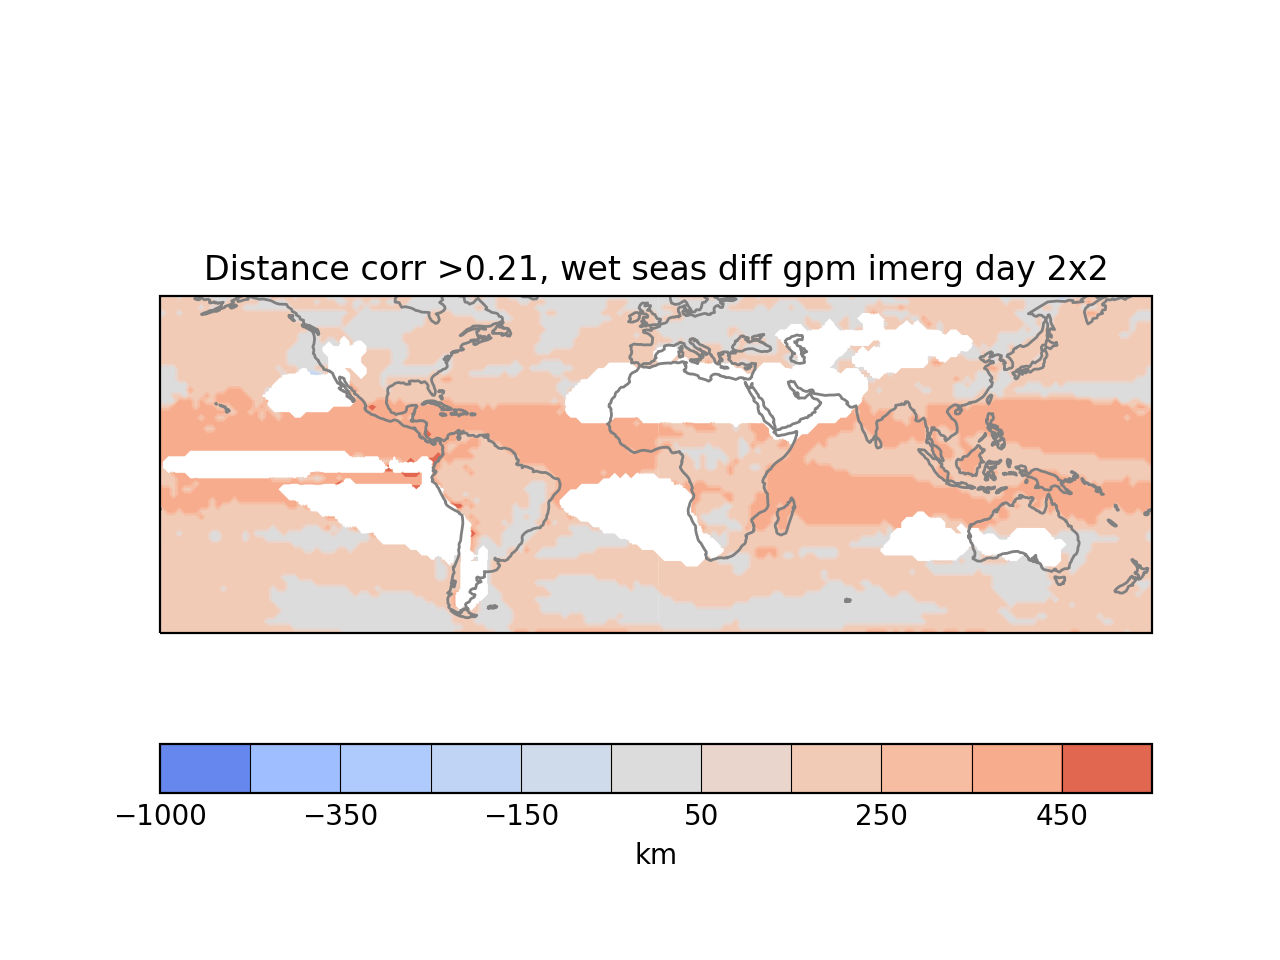 Distance corr >0.21, wet seas diff gpm imerg day 2x2
−1000 −350 −150 50 250 450
km